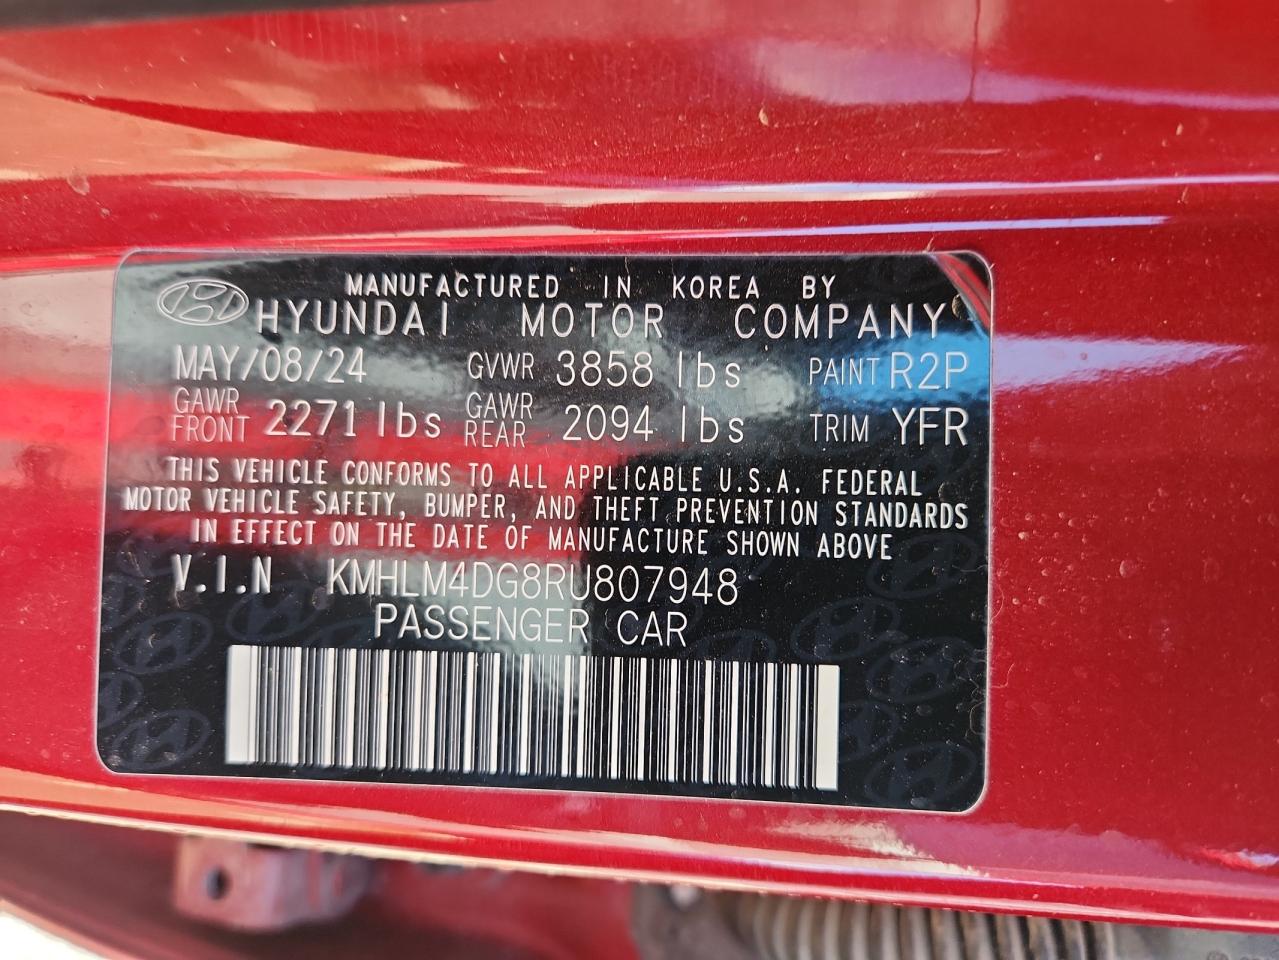 MANUFACTURED IN KOREA BY
HYUNDAI MOTOR COMPANY
MAY/08/24 GVWR 3858 lbs PAINT R2P
GAWR FRONT 2271 lbs GAWR REAR 2094 lbs TRIM YFR
THIS VEHICLE CONFORMS TO ALL APPLICABLE U.S.A. FEDERAL
MOTOR VEHICLE SAFETY, BUMPER, AND THEFT PREVENTION STANDARDS
IN EFFECT ON THE DATE OF MANUFACTURE SHOWN ABOVE
V.I.N KMHLM4DG8RU807948
PASSENGER CAR